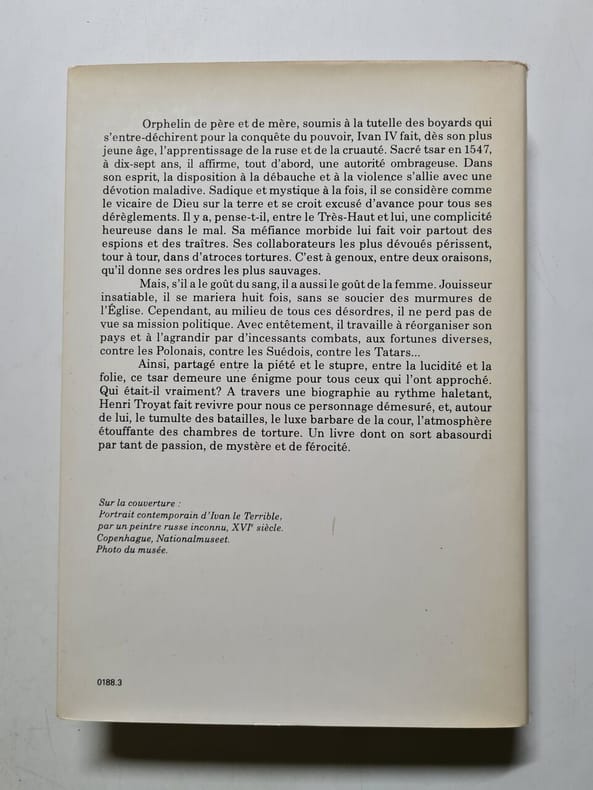 Orphelin de père et de mère, soumis à la tutelle des boyards qui
s'entre-déchirent pour la conquête du pouvoir, Ivan IV fait, dès son plus
jeune âge, l'apprentissage de la ruse et de la cruauté. Sacré tsar en 1547,
à dix-sept ans, il affirme, tout d'abord, une autorité ombrageuse. Dans
son esprit, la disposition à la débauche et à la violence s'allie avec une
dévotion maladive. Sadique et mystique à la fois, il se considère comme
le vicaire de Dieu sur la terre et se croit excusé d'avance pour tous ses
dérèglements. Il y a, pense-t-il, entre le Très-Haut et lui, une complicité
heureuse dans le mal. Sa méfiance morbide lui fait voir partout des
espions et des traîtres. Ses collaborateurs les plus dévoués périssent,
tour à tour, dans d'atroces tortures. C'est à genoux, entre deux oraisons,
qu'il donne ses ordres les plus sauvages.
Mais, s'il a le goût du sang, il a aussi le goût de la femme. Jouisseur
insatiable, il se mariera huit fois, sans se soucier des murmures de
l'Église. Cependant, au milieu de tous ces désordres, il ne perd pas de
vue sa mission politique. Avec entêtement, il travaille à réorganiser son
pays et à l'agrandir par d'incessants combats, aux fortunes diverses,
contre les Polonais, contre les Suédois, contre les Tatars...
Ainsi, partagé entre la piété et le stupre, entre la lucidité et la
folie, ce tsar demeure une énigme pour tous ceux qui l'ont approché.
Qui était-il vraiment? A travers une biographie au rythme haletant,
Henri Troyat fait revivre pour nous ce personnage démesuré, et, autour
de lui, le tumulte des batailles, le luxe barbare de la cour, l'atmosphère
étouffante des chambres de torture. Un livre dont on sort abasourdi
par tant de passion, de mystère et de férocité.
Sur la couverture :
Portrait contemporain d'Ivan le Terrible,
par un peintre russe inconnu, XVIᵉ siècle.
Copenhague, Nationalmuseet.
Photo du musée.
0188.3